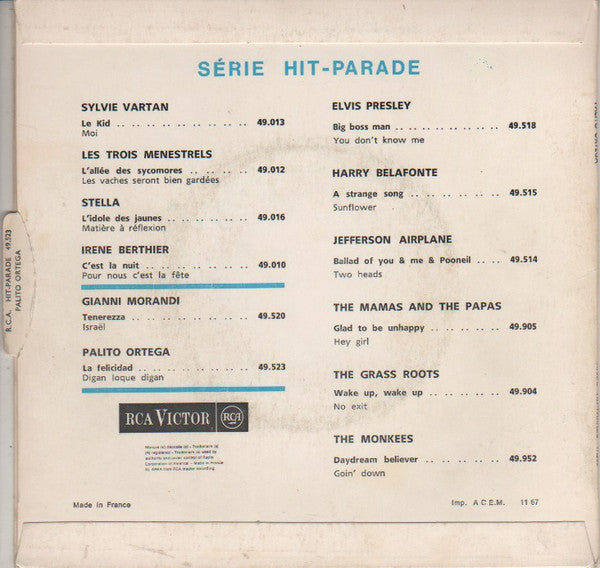 SÉRIE HIT-PARADE
SYLVIE VARTAN
Le Kid .. .. .. .. .. .. .. .. .. .. 49.013
Moi
LES TROIS MENESTRELS
L'allée des sycomores .. .. .. .. .. 49.012
Les vaches seront bien gardées
STELLA
L'idole des jaunes .. .. .. .. .. .. 49.016
Matière à réflexion
IRENE BERTHIER
C'est la nuit .. .. .. .. .. .. .. .. 49.010
Pour nous c'est la fête
GIANNI MORANDI
Tenerezza .. .. .. .. .. .. .. .. 49.520
Israël
PALITO ORTEGA
La felicidad .. .. .. .. .. .. .. .. 49.523
Digan loque digan
ELVIS PRESLEY
Big boss man .. .. .. .. .. .. .. .. 49.518
You don't know me
HARRY BELAFONTE
A strange song .. .. .. .. .. .. .. 49.515
Sunflower
JEFFERSON AIRPLANE
Ballad of you & me & Pooneil .. .. .. 49.514
Two heads
THE MAMAS AND THE PAPAS
Glad to be unhappy .. .. .. .. .. 49.905
Hey girl
THE GRASS ROOTS
Wake up, wake up .. .. .. .. .. .. 49.904
No exit
THE MONKEES
Daydream believer .. .. .. .. .. .. 49.952
Goin' down
RCA VICTOR RCA
Made in France
Imp. A.C.E.M. 11 67
R.C.A. HIT-PARADE 49.523
PALITO ORTEGA